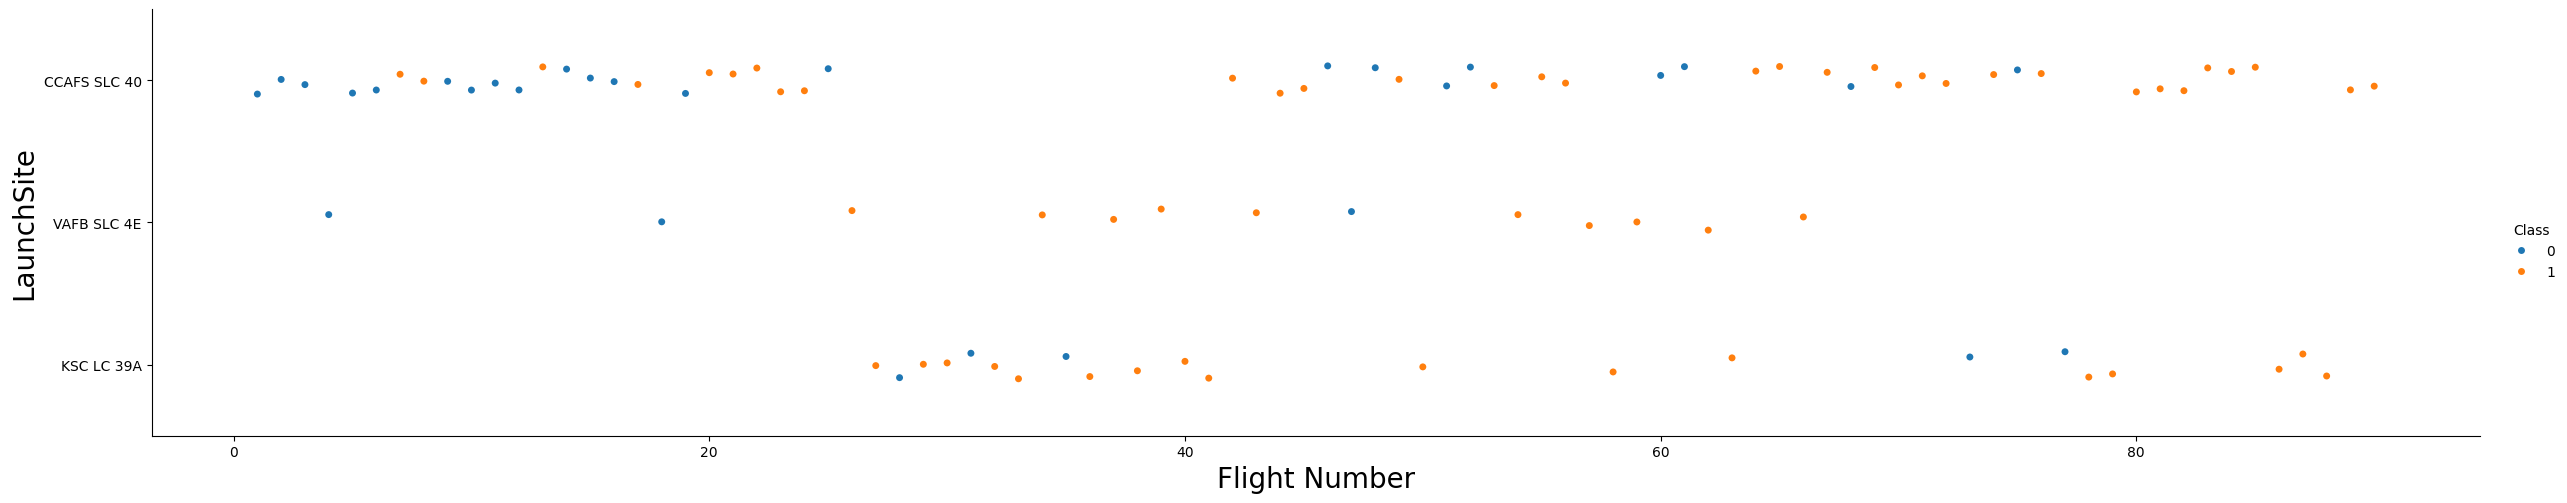 CCAFS SLC 40
VAFB SLC 4E
KSC LC 39A
LaunchSite
0 20 40 60 80
Flight Number
Class
0
1